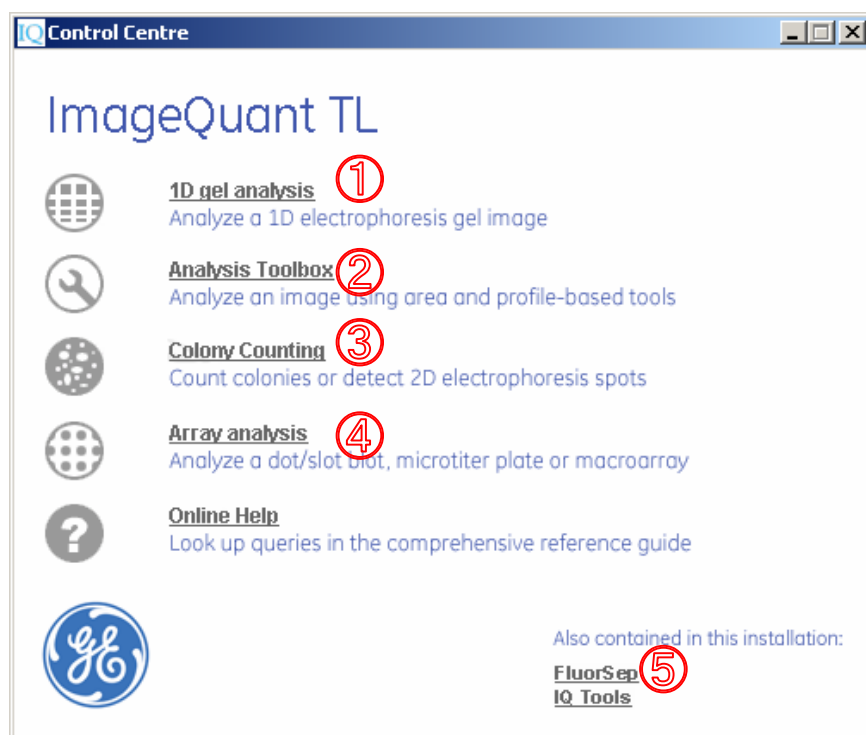 IQ Control Centre
ImageQuant TL
1D gel analysis ①
Analyze a 1D electrophoresis gel image
Analysis Toolbox ②
Analyze an image using area and profile-based tools
Colony Counting ③
Count colonies or detect 2D electrophoresis spots
Array analysis ④
Analyze a dot/slot blot, microtiter plate or macroarray
?
Online Help
Look up queries in the comprehensive reference guide
GE
Also contained in this installation:
FluorSep ⑤
IQ Tools